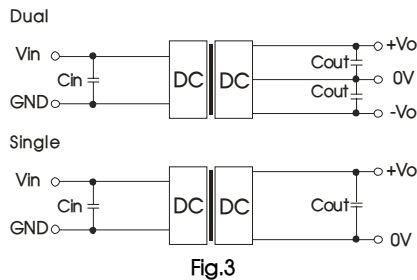 Dual
Vin
Cin
GND
DC DC
Cout
Cout
+Vo
0V
-Vo
Single
Vin
Cin
GND
DC DC
Cout
+Vo
0V
Fig.3